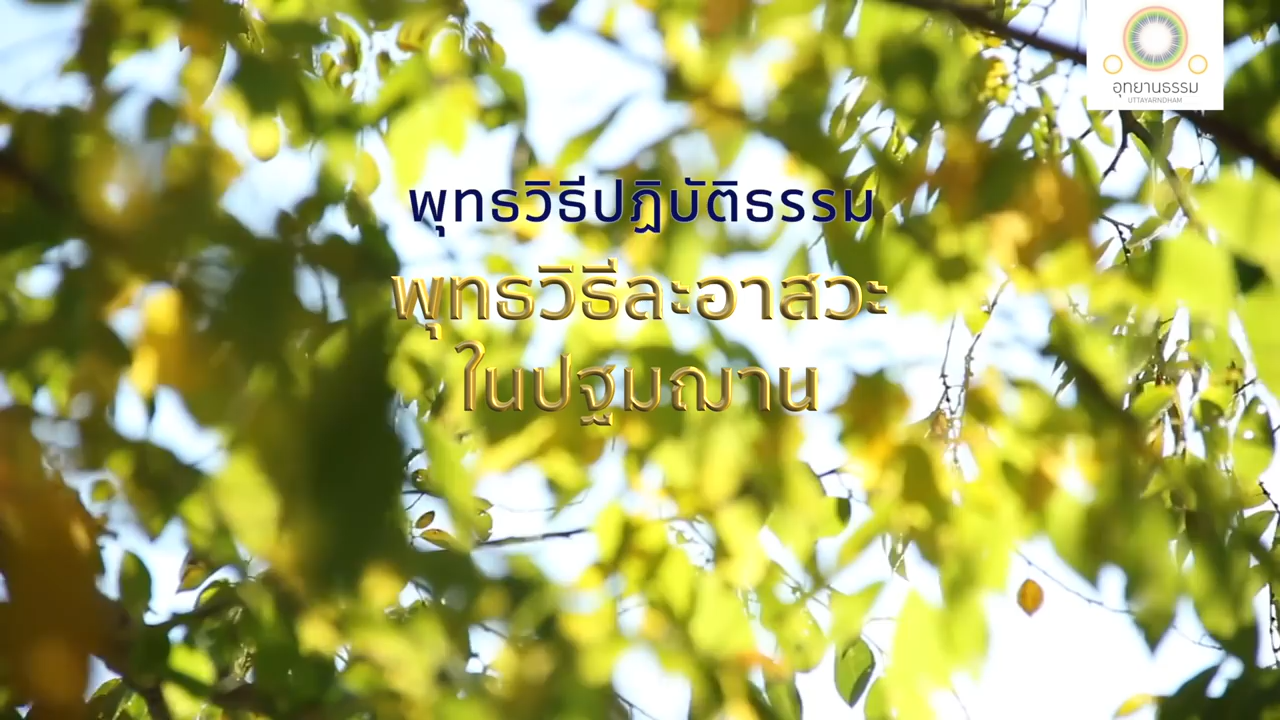 อุทยานธรรม
UTTAYARNDHAM
พุทธวิธีปฏิบัติธรรม
พุทธวิธีละอาสวะ
ในปฐมฌาน